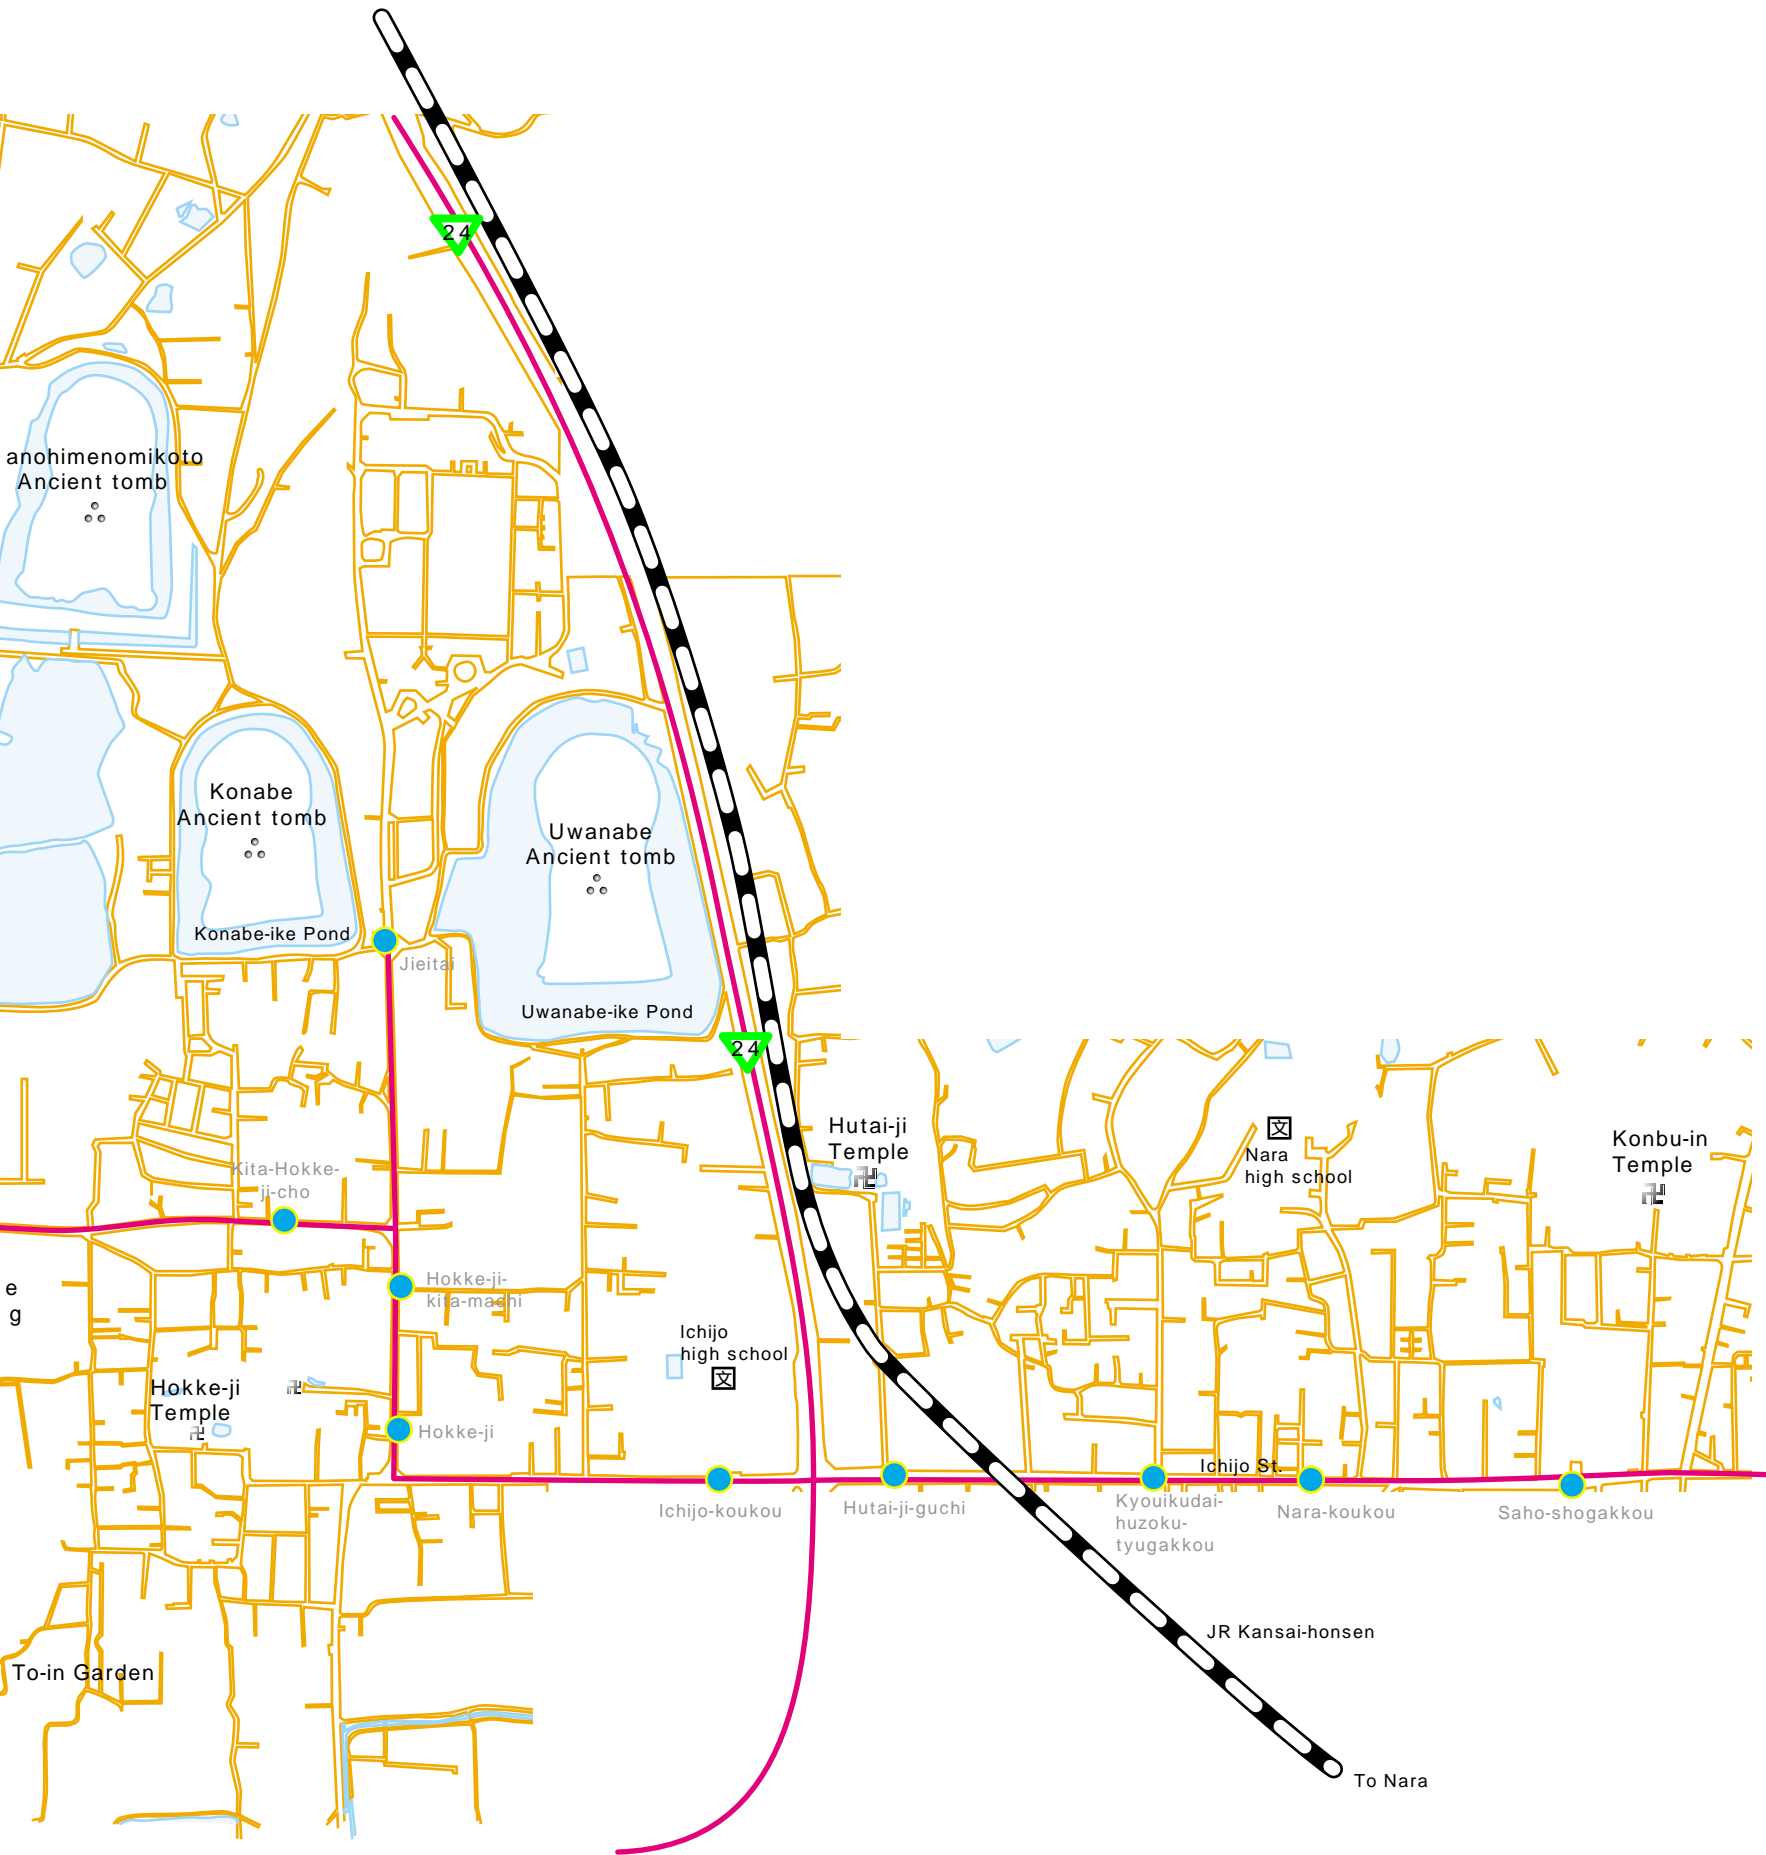 24
anohimenomikoto
Ancient tomb
Konabe
Ancient tomb
Uwanabe
Ancient tomb
Konabe-ike Pond
Jieitai
Uwanabe-ike Pond
24
Hutai-ji
Temple
文
Nara
high school
Konbu-in
Temple
Kita-Hokke-
ji-cho
e
g
Hokke-ji-
kita-machi
Ichijo
high school
文
Hokke-ji
Temple
Hokke-ji
Ichijo St.
Ichijo-koukou
Hutai-ji-guchi
Kyouikudai-
huzoku-
tyugakkou
Nara-koukou
Saho-shogakkou
JR Kansai-honsen
To-in Garden
To Nara